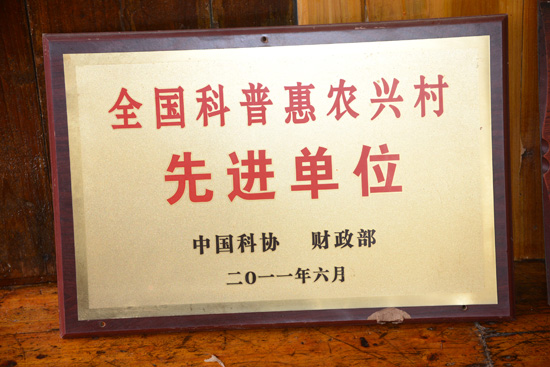 全国科普惠农兴村
先进单位
中国科协 财政部
二〇一一年六月